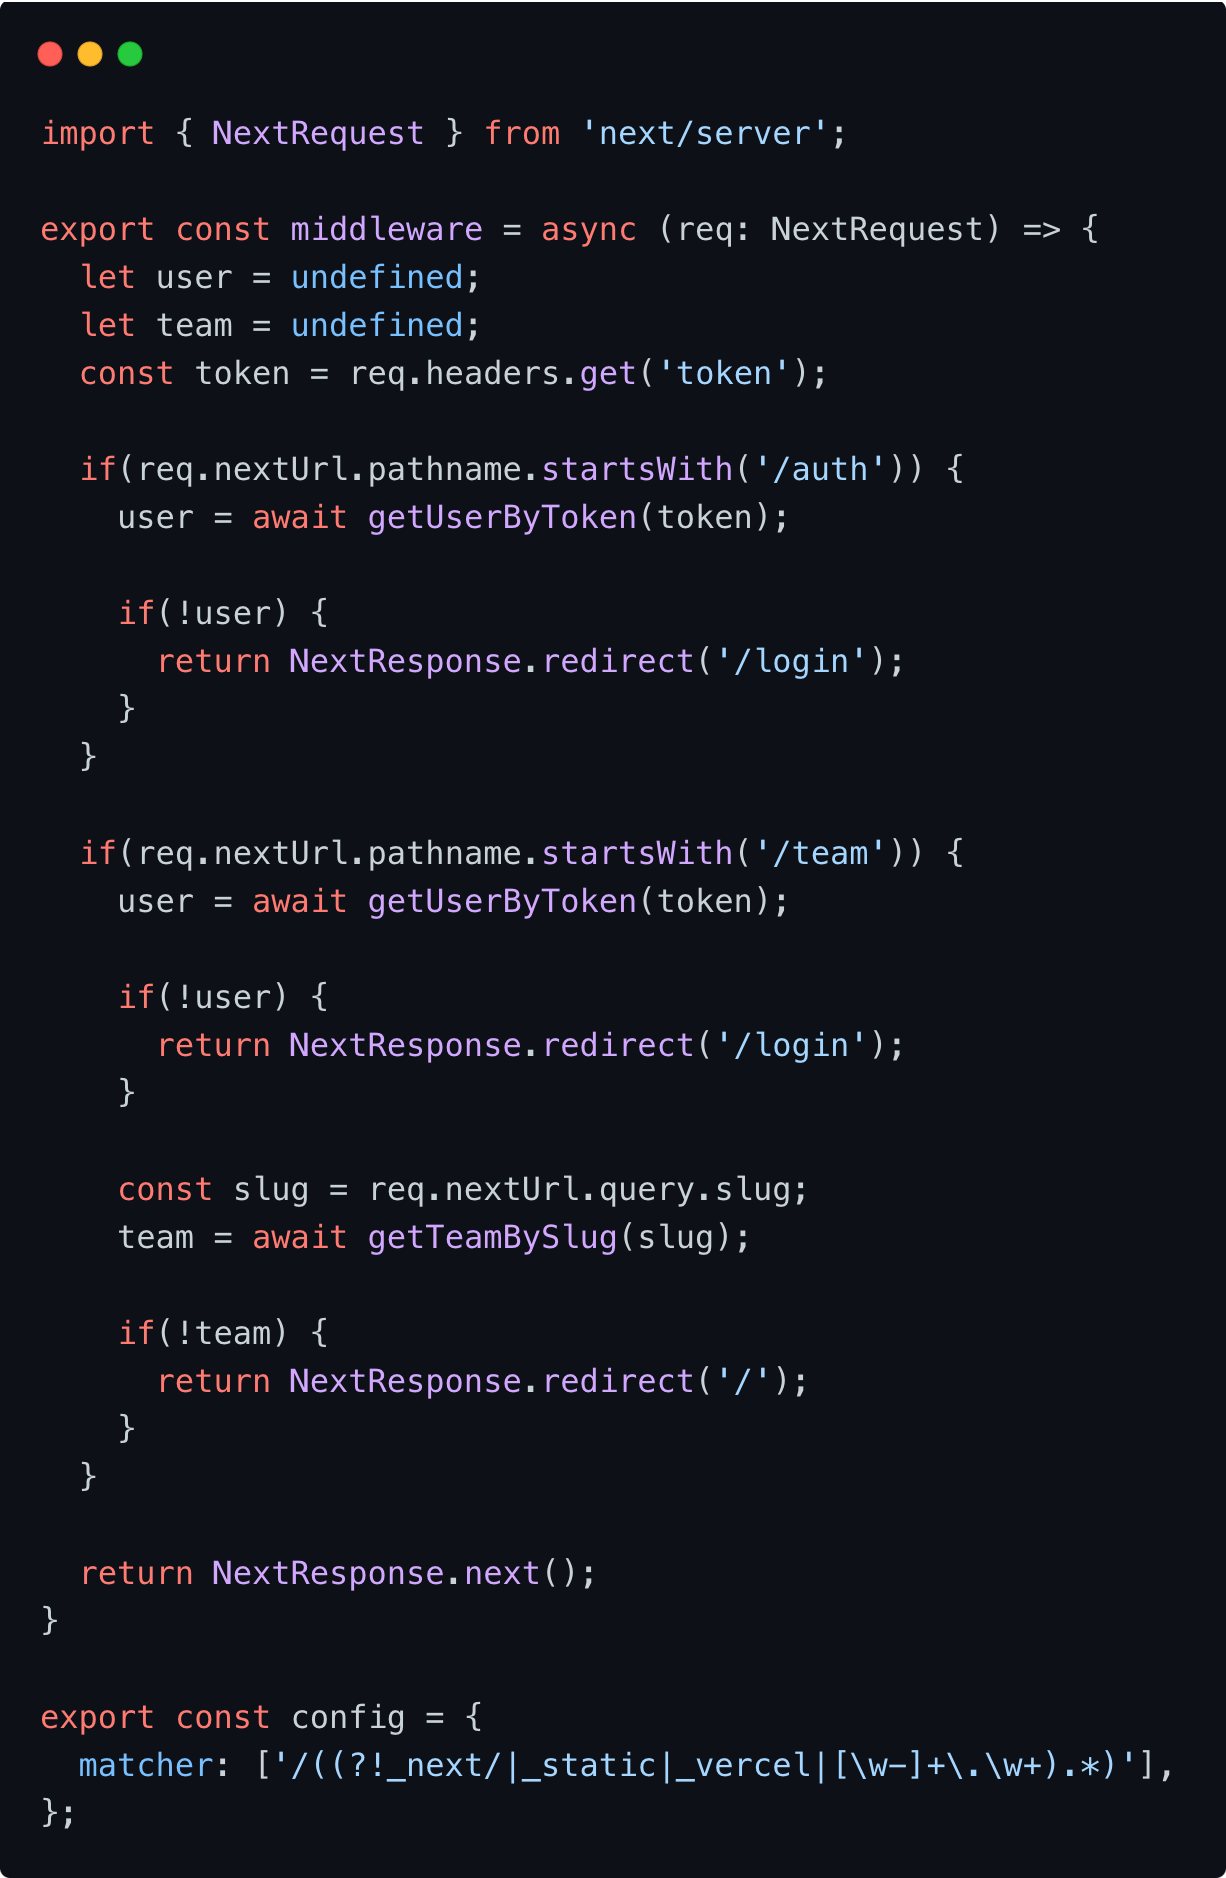 import { NextRequest } from 'next/server';
export const middleware = async (req: NextRequest) => {
let user = undefined;
let team = undefined;
const token = req.headers.get('token');
if(req.nextUrl.pathname.startsWith('/auth')) {
user = await getUserByToken(token);
if(!user) {
return NextResponse.redirect('/login');
}
}
if(req.nextUrl.pathname.startsWith('/team')) {
user = await getUserByToken(token);
if(!user) {
return NextResponse.redirect('/login');
}
const slug = req.nextUrl.query.slug;
team = await getTeamBySlug(slug);
if(!team) {
return NextResponse.redirect('/');
}
}
return NextResponse.next();
}
export const config = {
matcher: ['/((?!_next/|_static|_vercel|[\w-]+\.\w+).*)'],
};